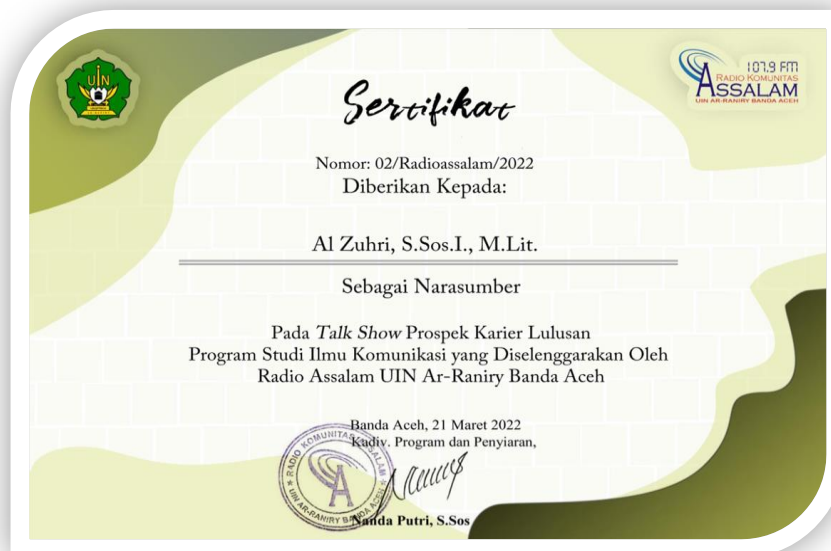 UIN
107.9 FM
RADIO KOMUNITAS
ASSALAM
UIN AR-RANIRY BANDA ACEH
Sertifikat
Nomor: 02/Radioassalam/2022
Diberikan Kepada:
Al Zuhri, S.Sos.I., M.Lit.
Sebagai Narasumber
Pada Talk Show Prospek Karier Lulusan
Program Studi Ilmu Komunikasi yang Diselenggarakan Oleh
Radio Assalam UIN Ar-Raniry Banda Aceh
Banda Aceh, 21 Maret 2022
Kadiv. Program dan Penyiaran,
RADIO KOMUNITAS ASSALAM
UIN AR-RANIRY BANDA ACEH
Nanda Putri, S.Sos